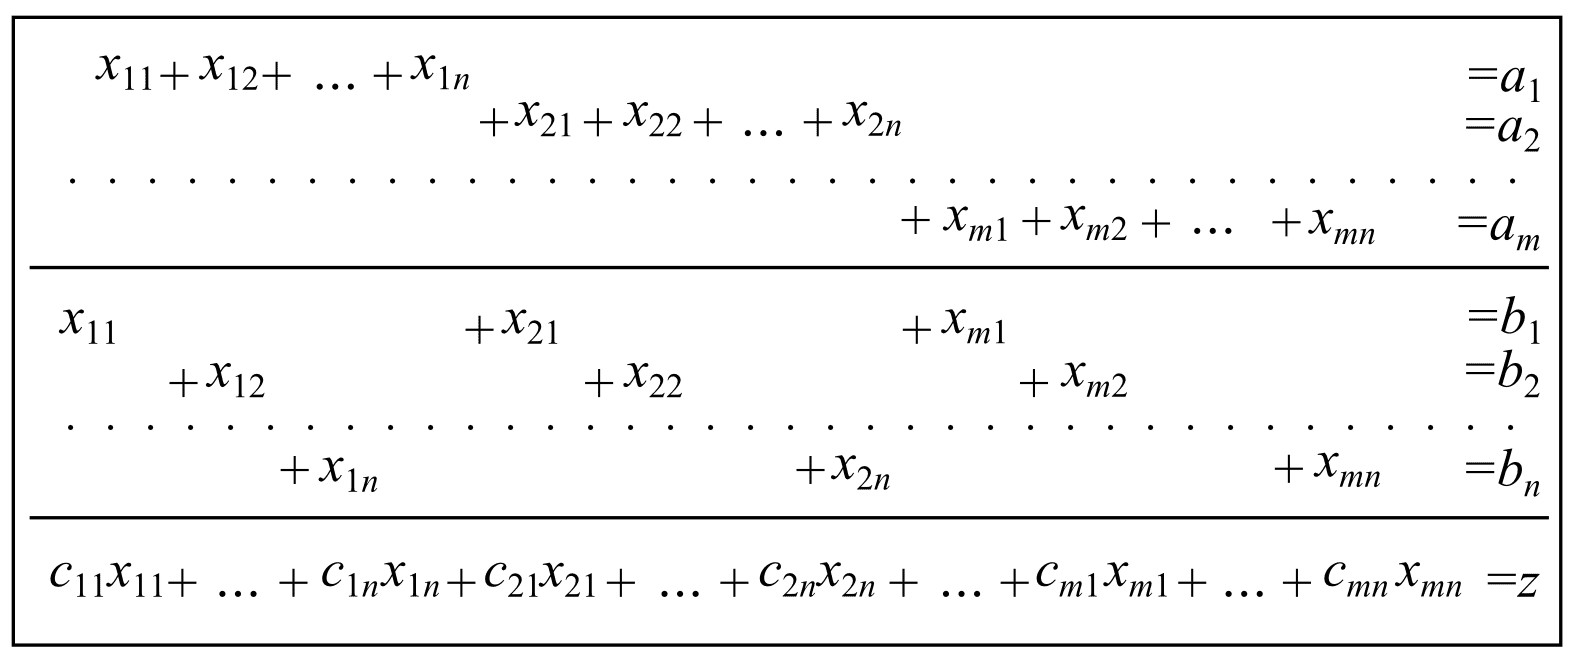 x₁₁+ x₁₂+ ... + x₁ₙ =a₁
+x₂₁ + x₂₂ + ... + x₂ₙ =a₂
. . . . . . . . . . . . . . . . . . . . . . . . . . . . . . . . . . . . .
+ xₘ₁ + xₘ₂ + ... + xₘₙ =aₘ
x₁₁ +x₂₁ + xₘ₁ =b₁
+ x₁₂ + x₂₂ + xₘ₂ =b₂
. . . . . . . . . . . . . . . . . . . . . . . . . . . . . . . . . . . . .
+ x₁ₙ +x₂ₙ + xₘₙ =bₙ
c₁₁x₁₁+ ... + c₁ₙx₁ₙ+c₂₁x₂₁+ ... +c₂ₙx₂ₙ + ... +cₘ₁xₘ₁+ ... + cₘₙxₘₙ =z